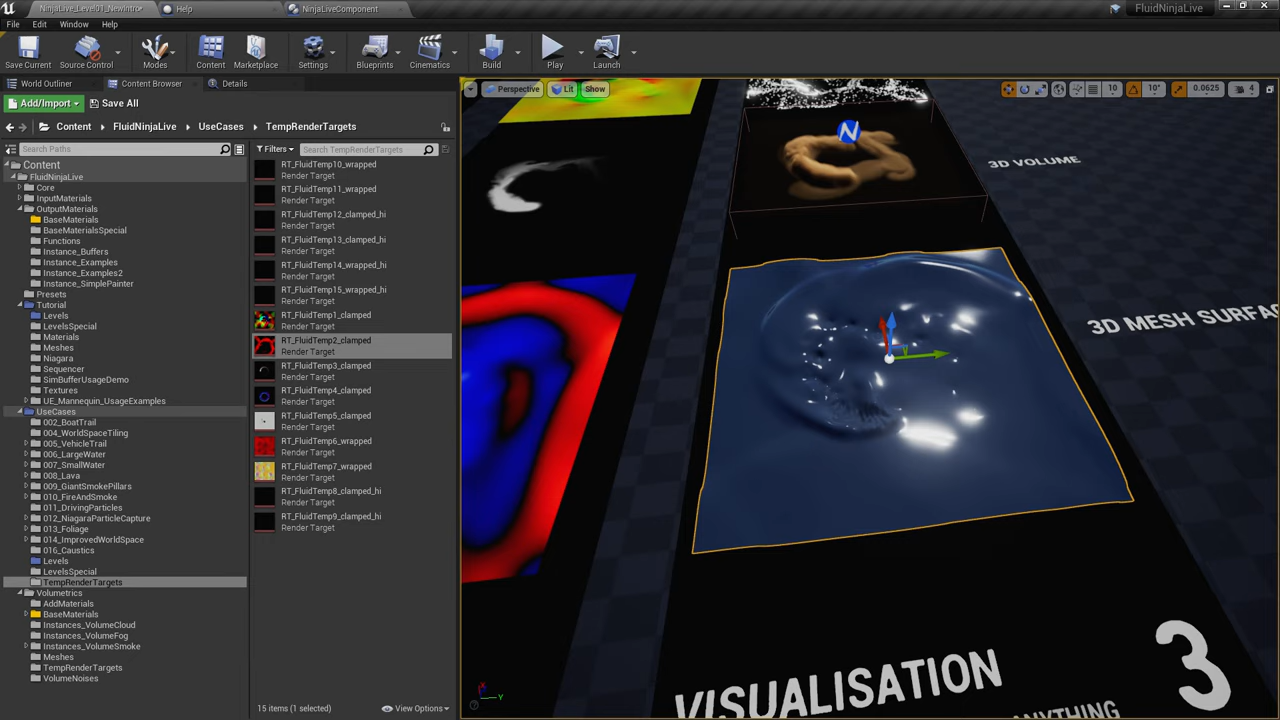 NinjaLive_Level01_NewIntro
Help
NinjaLiveComponent
FluidNinjaLive
File Edit Window Help
Save Current
Source Control
Modes
Content
Marketplace
Settings
Blueprints
Cinematics
Build
Play
Launch
World Outliner
Content Browser
Details
Add/Import
Save All
Content
FluidNinjaLive
UseCases
TempRenderTargets
Search Paths
Filters
Search TempRenderTargets
Content
FluidNinjaLive
Core
InputMaterials
OutputMaterials
BaseMaterials
BaseMaterialsSpecial
Functions
Instance_Buffers
Instance_Examples
Instance_Examples2
Instance_SimplePainter
Presets
Tutorial
Levels
LevelsSpecial
Materials
Meshes
Niagara
Sequencer
SimBufferUsageDemo
Textures
UE_Mannequin_UsageExamples
UseCases
002_BoatTrail
004_WorldSpaceTiling
005_VehicleTrail
006_LargeWater
007_SmallWater
008_Lava
009_GiantSmokePillars
010_FireAndSmoke
011_DrivingParticles
012_NiagaraParticleCapture
013_Foliage
014_ImprovedWorldSpace
016_Caustics
Levels
LevelsSpecial
TempRenderTargets
Volumetrics
AddMaterials
BaseMaterials
Instances_VolumeCloud
Instances_VolumeFog
Instances_VolumeSmoke
Meshes
TempRenderTargets
VolumeNoises
RT_FluidTemp10_wrapped
Render Target
RT_FluidTemp11_wrapped
Render Target
RT_FluidTemp12_clamped_hi
Render Target
RT_FluidTemp13_clamped_hi
Render Target
RT_FluidTemp14_wrapped_hi
Render Target
RT_FluidTemp15_wrapped_hi
Render Target
RT_FluidTemp1_clamped
Render Target
RT_FluidTemp2_clamped
Render Target
RT_FluidTemp3_clamped
Render Target
RT_FluidTemp4_clamped
Render Target
RT_FluidTemp5_clamped
Render Target
RT_FluidTemp6_wrapped
Render Target
RT_FluidTemp7_wrapped
Render Target
RT_FluidTemp8_clamped_hi
Render Target
RT_FluidTemp9_clamped_hi
Render Target
15 items (1 selected)
View Options
Perspective
Lit
Show
10
10°
0.0625
4
N
3D VOLUME
3D MESH SURFAC
Y
VISUALISATION
3
ANYTHING